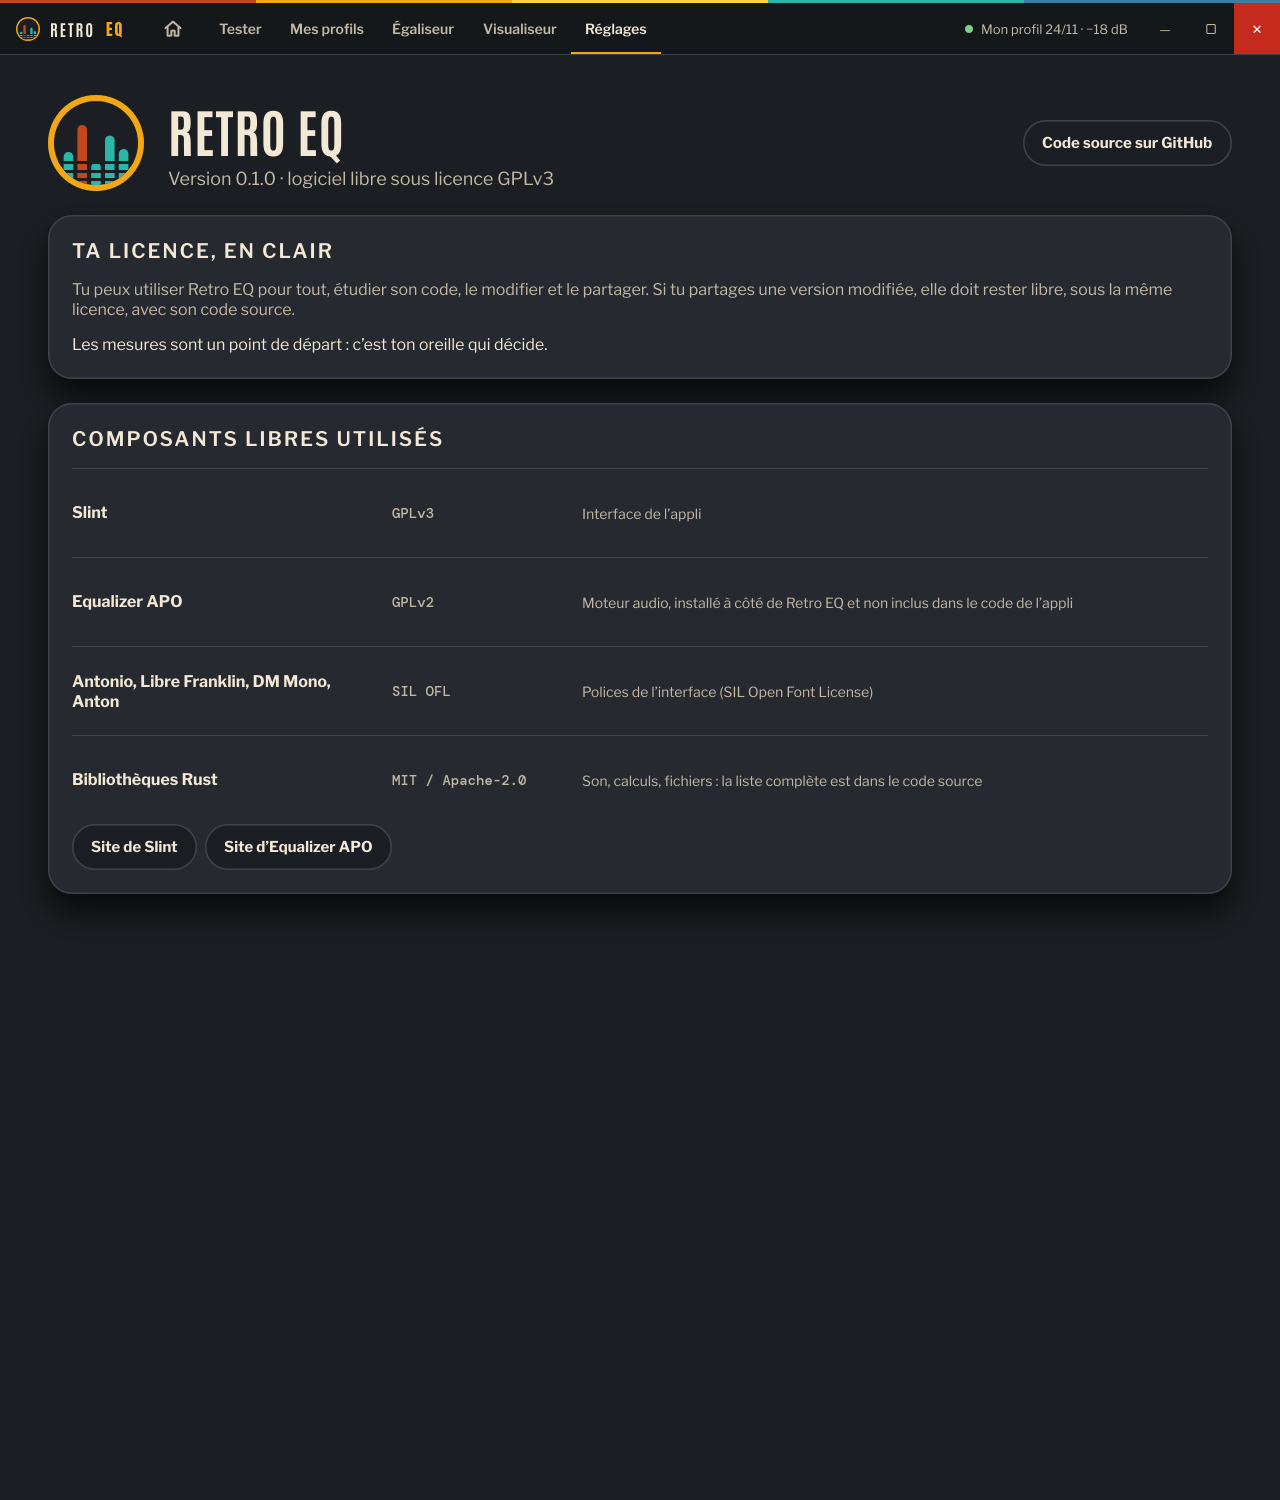 RETRO EQ
Tester
Mes profils
Égaliseur
Visualiseur
Réglages
Mon profil 24/11 · −18 dB
RETRO EQ
Version 0.1.0 · logiciel libre sous licence GPLv3
Code source sur GitHub
TA LICENCE, EN CLAIR
Tu peux utiliser Retro EQ pour tout, étudier son code, le modifier et le partager. Si tu partages une version modifiée, elle doit rester libre, sous la même
licence, avec son code source.
Les mesures sont un point de départ : c’est ton oreille qui décide.
COMPOSANTS LIBRES UTILISÉS
Slint
GPLv3
Interface de l’appli
Equalizer APO
GPLv2
Moteur audio, installé à côté de Retro EQ et non inclus dans le code de l’appli
Antonio, Libre Franklin, DM Mono,
Anton
SIL OFL
Polices de l’interface (SIL Open Font License)
Bibliothèques Rust
MIT / Apache-2.0
Son, calculs, fichiers : la liste complète est dans le code source
Site de Slint
Site d’Equalizer APO